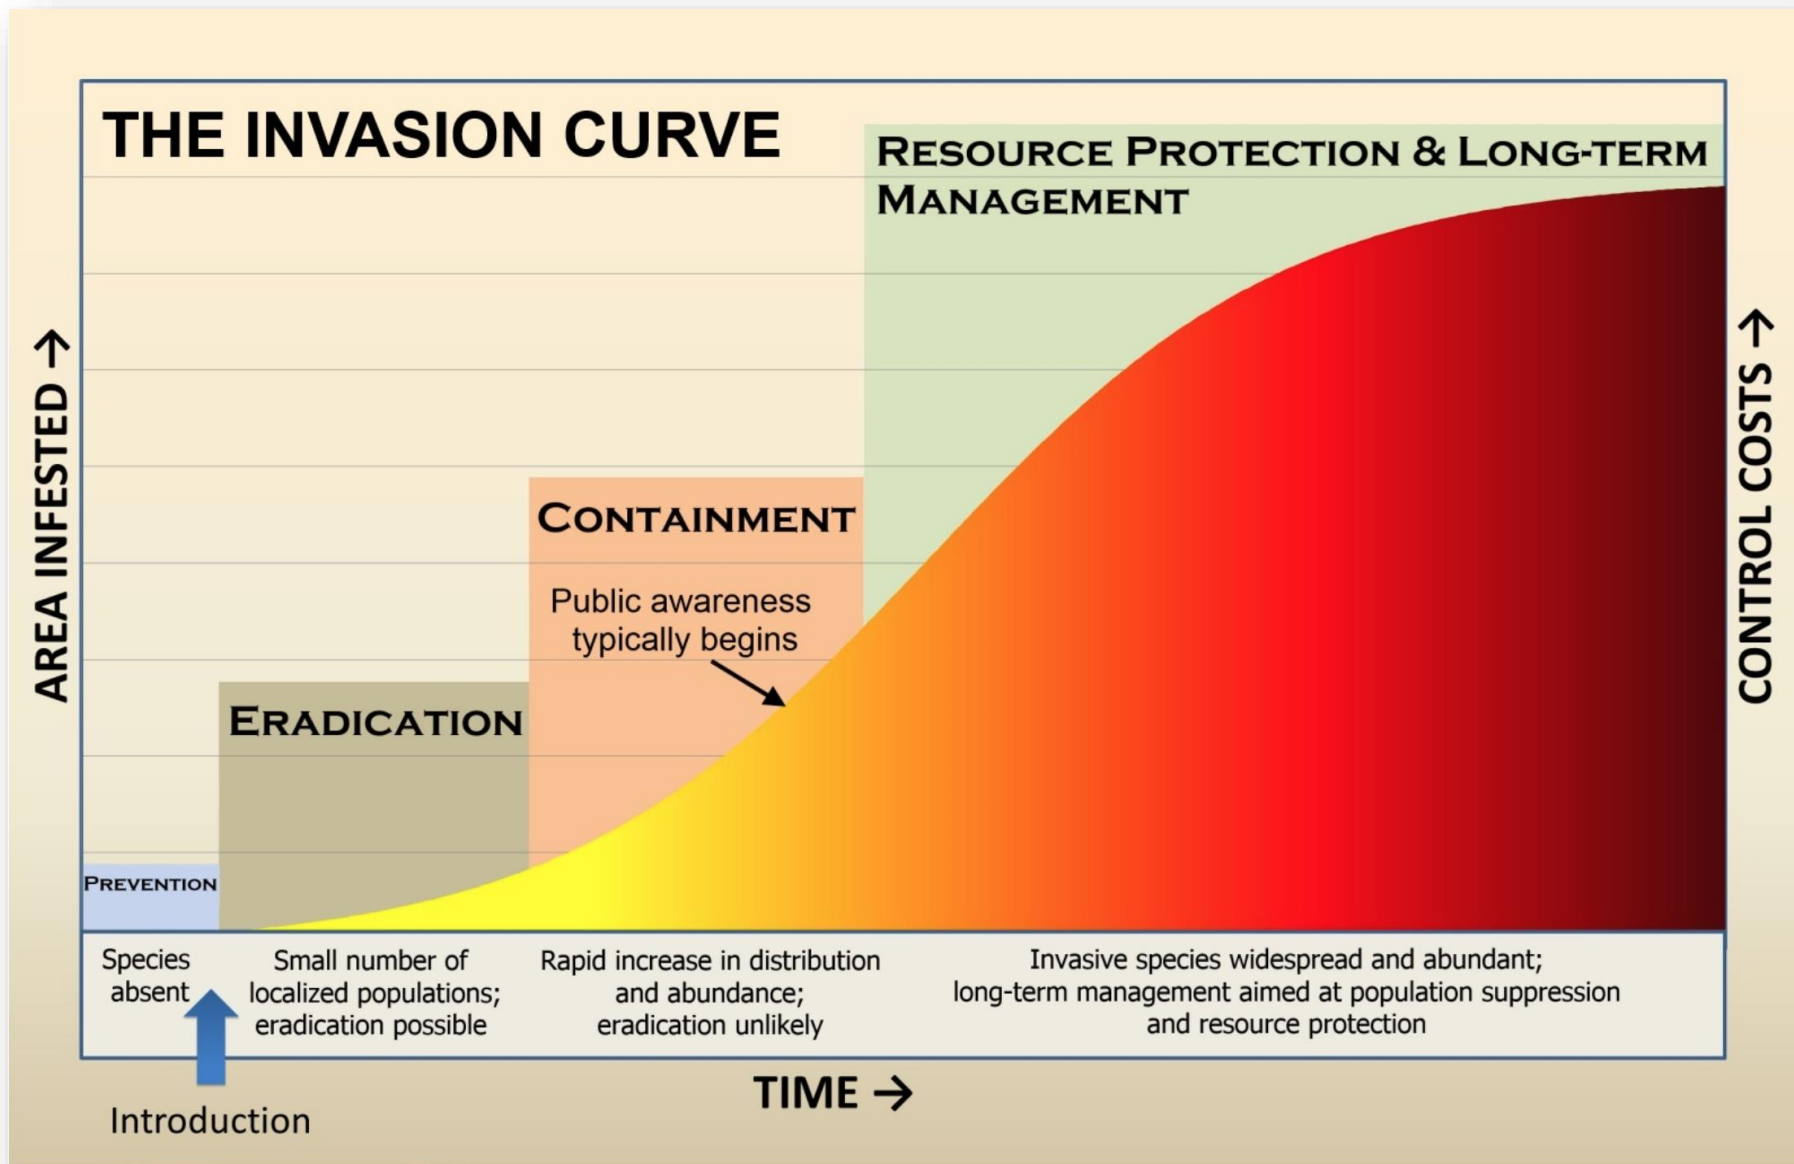 THE INVASION CURVE
RESOURCE PROTECTION & LONG-TERM
MANAGEMENT
CONTAINMENT
Public awareness
typically begins
ERADICATION
PREVENTION
AREA INFESTED →
CONTROL COSTS →
Species
absent
Small number of
localized populations;
eradication possible
Rapid increase in distribution
and abundance;
eradication unlikely
Invasive species widespread and abundant;
long-term management aimed at population suppression
and resource protection
TIME →
Introduction